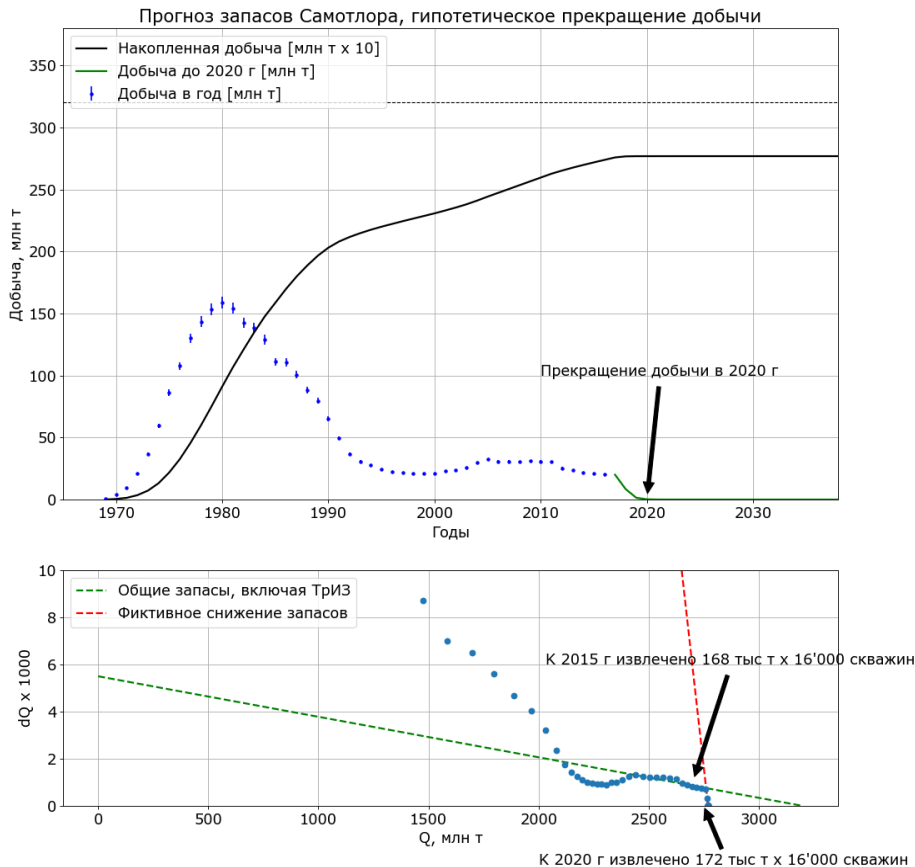 Прогноз запасов Самотлора, гипотетическое прекращение добычи
Накопленная добыча [млн т x 10]
Добыча до 2020 г [млн т]
Добыча в год [млн т]
Добыча, млн т
350
300
250
200
150
100
50
0
Прекращение добычи в 2020 г
1970 1980 1990 2000 2010 2020 2030
Годы
Общие запасы, включая ТрИЗ
Фиктивное снижение запасов
dQ x 1000
10
8
6
4
2
0
К 2015 г извлечено 168 тыс т x 16'000 скважин
0 500 1000 1500 2000 2500 3000
Q, млн т
К 2020 г извлечено 172 тыс т x 16'000 скважин